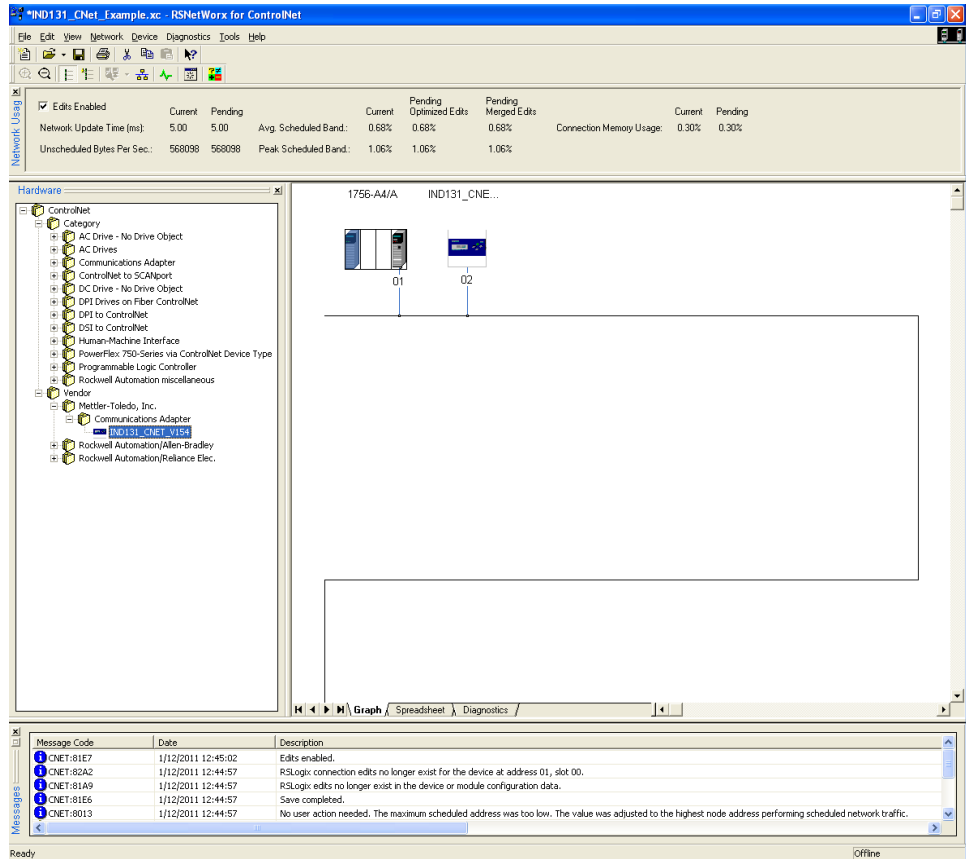 *IND131_CNet_Example.xc - RSNetWorx for ControlNet
File Edit View Network Device Diagnostics Tools Help
Network Usag
Edits Enabled
Current Pending
Current
Pending Optimized Edits
Pending Merged Edits
Current Pending
Network Update Time (ms): 5.00 5.00 Avg. Scheduled Band.: 0.68% 0.68% 0.68% Connection Memory Usage: 0.30% 0.30%
Unscheduled Bytes Per Sec.: 568098 568098 Peak Scheduled Band.: 1.06% 1.06% 1.06%
Hardware
ControlNet
Category
AC Drive - No Drive Object
AC Drives
Communications Adapter
ControlNet to SCANport
DC Drive - No Drive Object
DPI Drives on Fiber ControlNet
DPI to ControlNet
DSI to ControlNet
Human-Machine Interface
PowerFlex 750-Series via ControlNet Device Type
Programmable Logic Controller
Rockwell Automation miscellaneous
Vendor
Mettler-Toledo, Inc.
Communications Adapter
IND131_CNET_V154
Rockwell Automation/Allen-Bradley
Rockwell Automation/Reliance Elec.
1756-A4/A IND131_CNE...
01 02
Graph Spreadsheet Diagnostics
Messages
Message Code Date Description
CNET:81E7 1/12/2011 12:45:02 Edits enabled.
CNET:82A2 1/12/2011 12:44:57 RSLogix connection edits no longer exist for the device at address 01, slot 00.
CNET:81A9 1/12/2011 12:44:57 RSLogix edits no longer exist in the device or module configuration data.
CNET:81E6 1/12/2011 12:44:57 Save completed.
CNET:8013 1/12/2011 12:44:57 No user action needed. The maximum scheduled address was too low. The value was adjusted to the highest node address performing scheduled network traffic.
Ready Offline